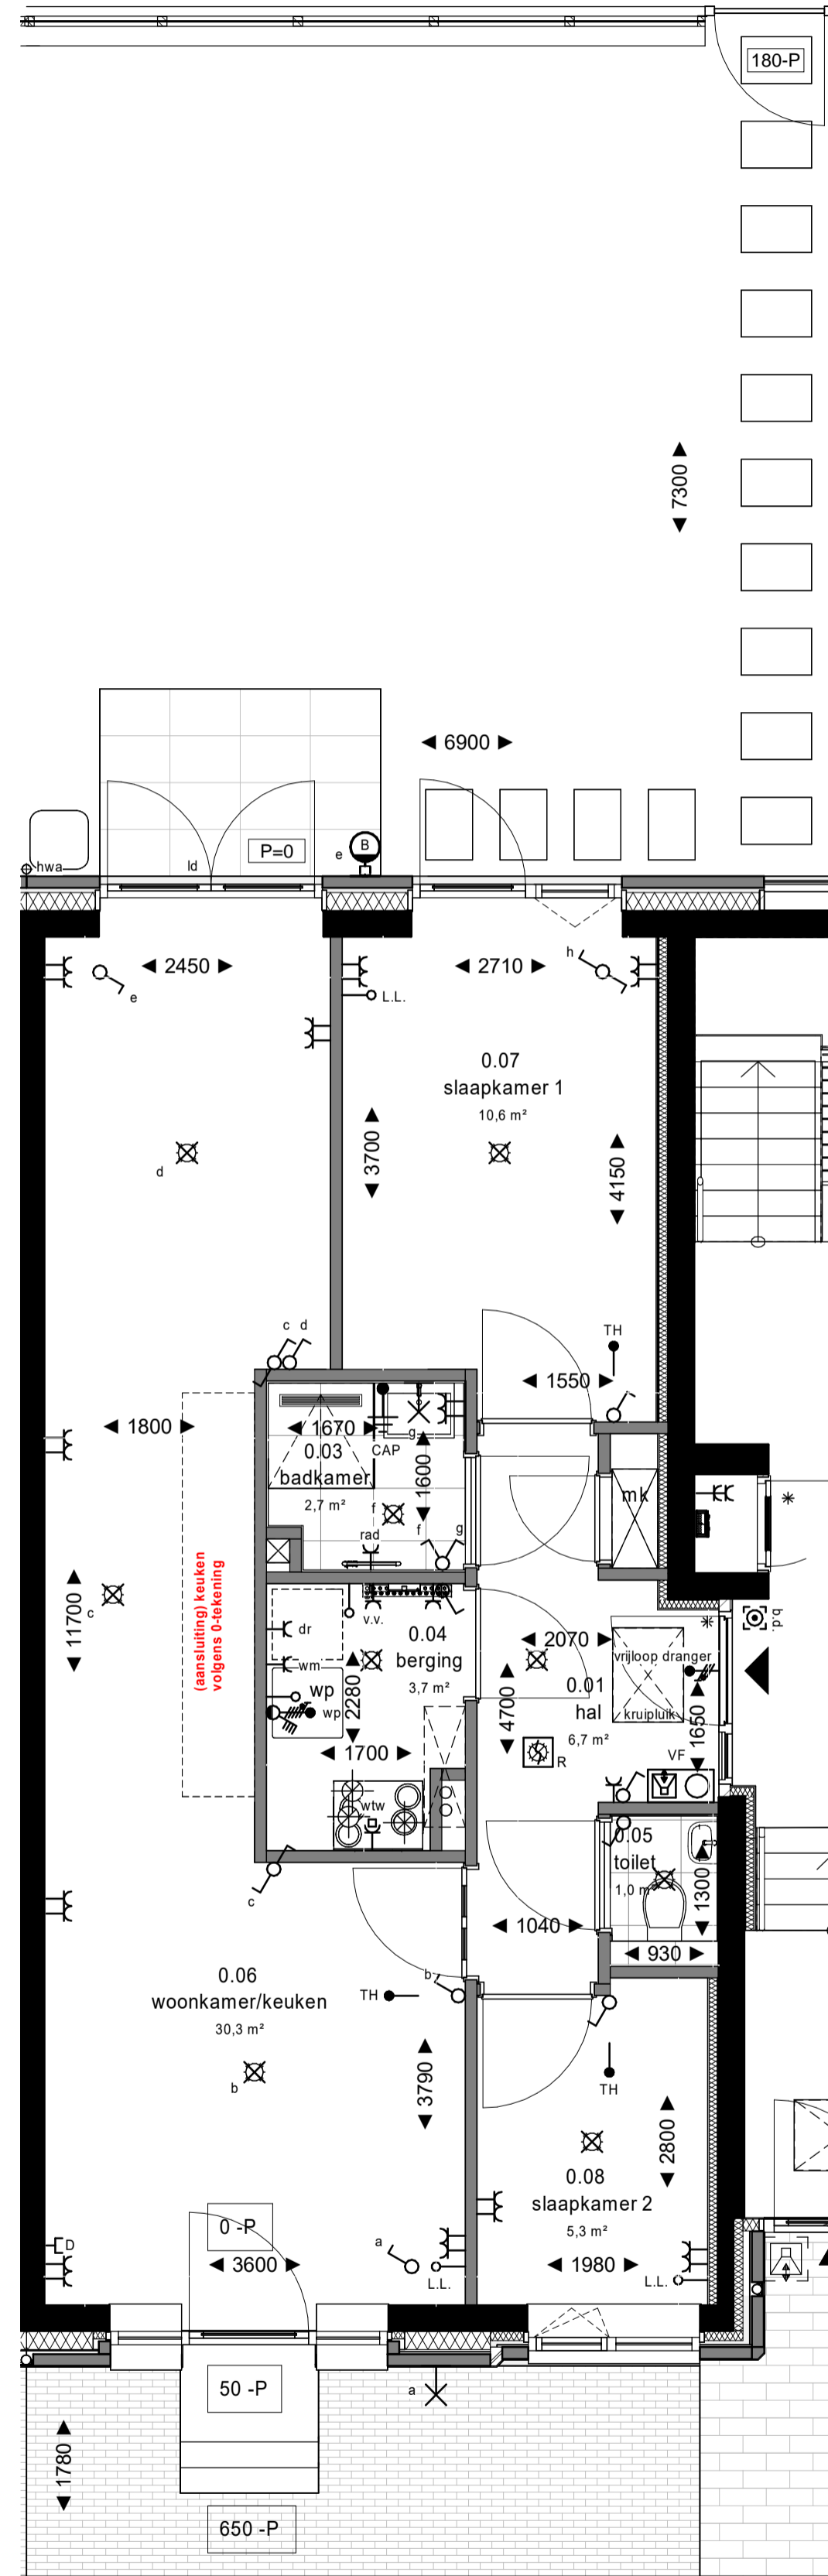 180-P
7300
6900
P=0
B
e
hwa
ld
2450
e
2710
h
L.L.
0.07
slaapkamer 1
10,6 m²
3700
4150
d
TH
c d
1550
1800
1670
g
CAP
0.03
badkamer
2,7 m²
1600
f
f
g
rad
mk
(aansluiting) keuken
volgens 0-tekening
11700
c
v.v.
dr
wm
wp
wp
0.04
berging
3,7 m²
2280
1700
wtw
2070
0.01
hal
6,7 m²
4700
R
vrijloop dranger
kruipluik
1650
VF
b.d.
0.05
toilet
1,0 m²
1300
930
1040
c
0.06
woonkamer/keuken
30,3 m²
b
TH
b
3790
TH
2800
0.08
slaapkamer 2
5,3 m²
1980
L.L.
0 -P
3600
D
a
L.L.
50 -P
a
1780
650 -P